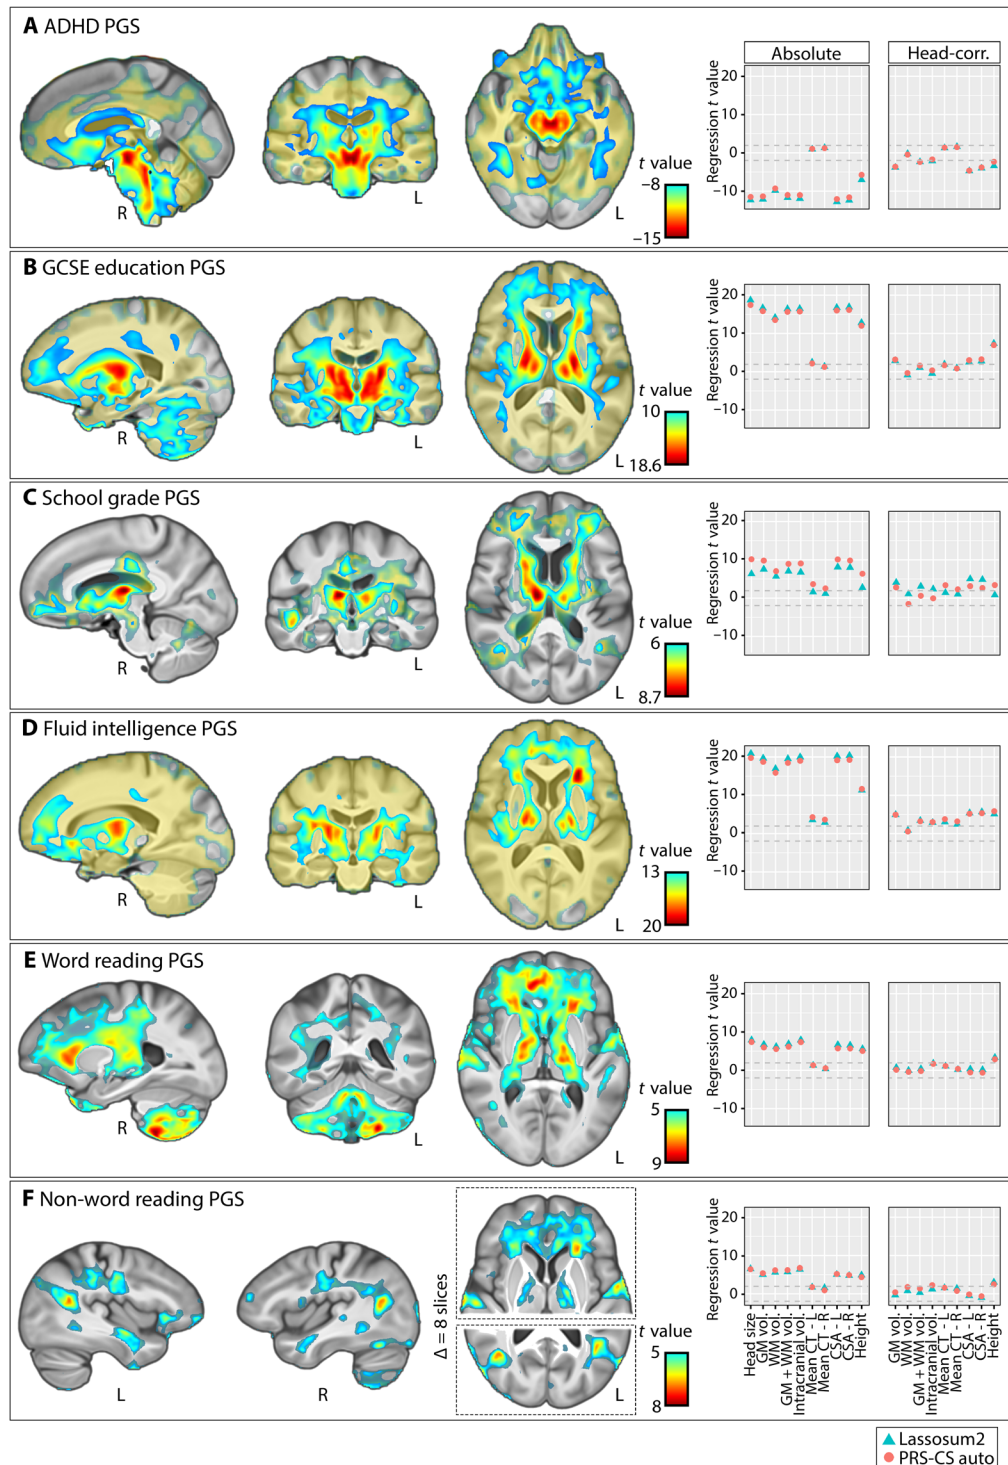 A ADHD PGS
R
L
t value
−8
−15
Absolute
Head-corr.
Regression t value
20
10
0
−10
B GCSE education PGS
R
L
L
t value
10
18.6
Regression t value
20
10
0
−10
C School grade PGS
R
L
L
t value
6
8.7
Regression t value
20
10
0
−10
D Fluid intelligence PGS
R
L
L
t value
13
20
Regression t value
20
10
0
−10
E Word reading PGS
R
L
L
t value
5
9
Regression t value
20
10
0
−10
F Non-word reading PGS
L
R
Δ = 8 slices
L
t value
5
8
Regression t value
20
10
0
Head size
GM vol.
WM vol.
GM + WM vol.
Intracranial vol.
Mean CT - L
Mean CT - R
CSA - L
CSA - R
Height
GM vol.
WM vol.
GM + WM vol.
Intracranial vol.
Mean CT - L
Mean CT - R
CSA - L
CSA - R
Height
Lassosum2
PRS-CS auto